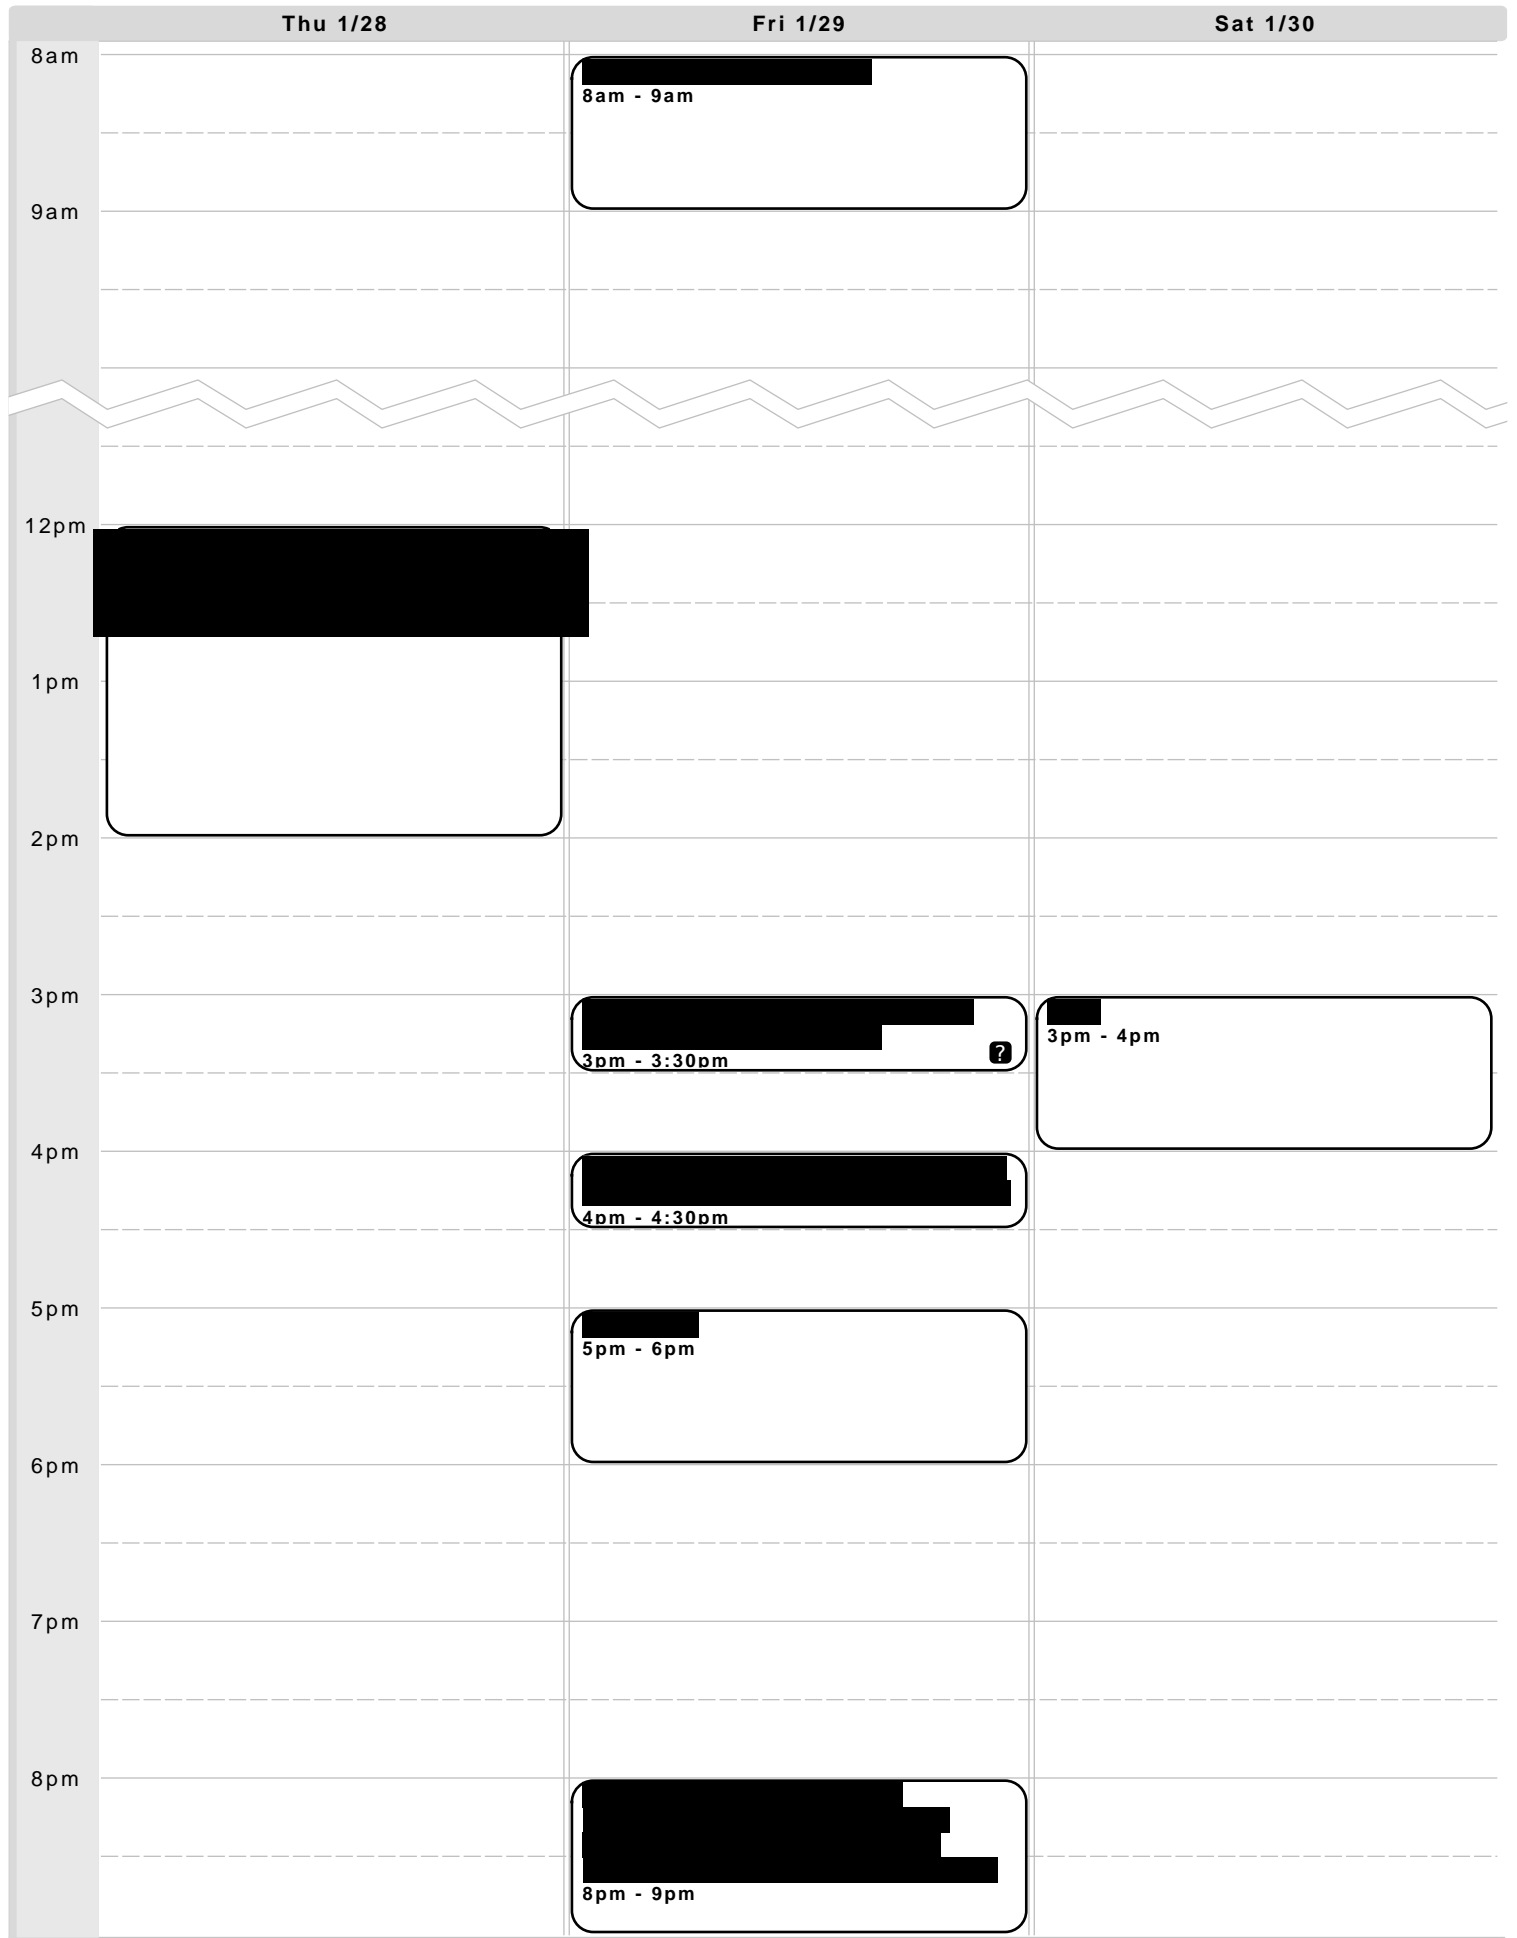 Thu 1/28
Fri 1/29
Sat 1/30
8am
8am - 9am
9am
12pm
1pm
2pm
3pm
3pm - 3:30pm
?
3pm - 4pm
4pm
4pm - 4:30pm
5pm
5pm - 6pm
6pm
7pm
8pm
8pm - 9pm